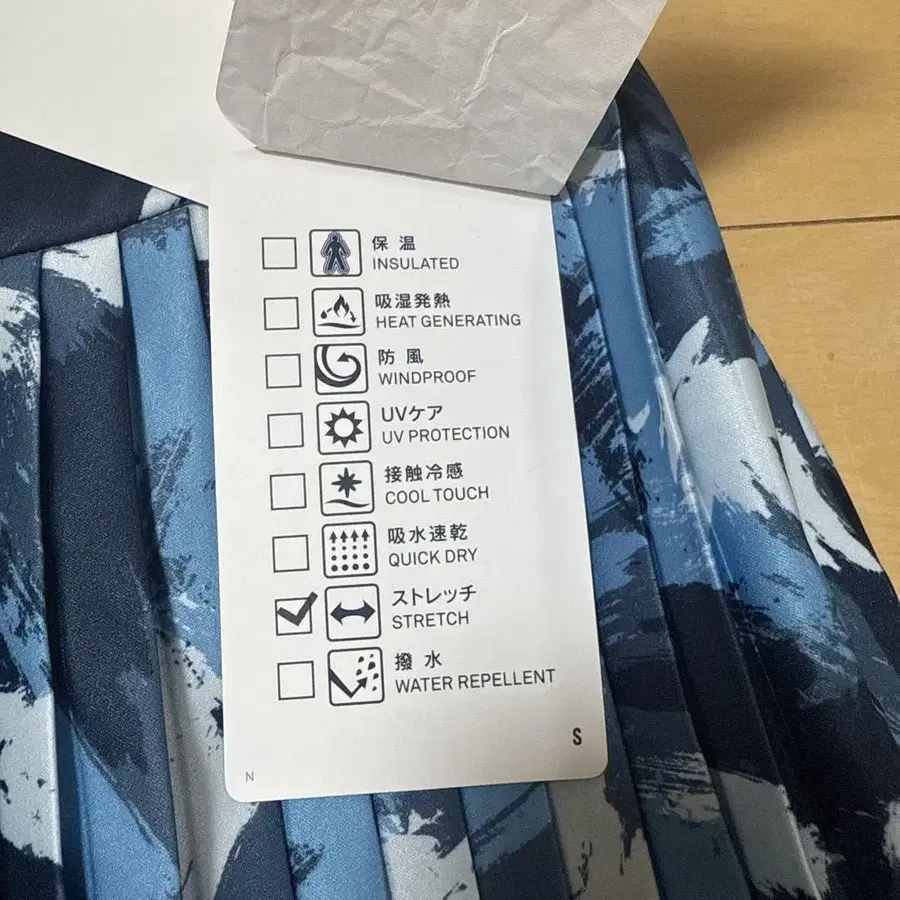 保温
INSULATED
吸湿発熱
HEAT GENERATING
防風
WINDPROOF
UVケア
UV PROTECTION
接触冷感
COOL TOUCH
吸水速乾
QUICK DRY
ストレッチ
STRETCH
撥水
WATER REPELLENT
S
N